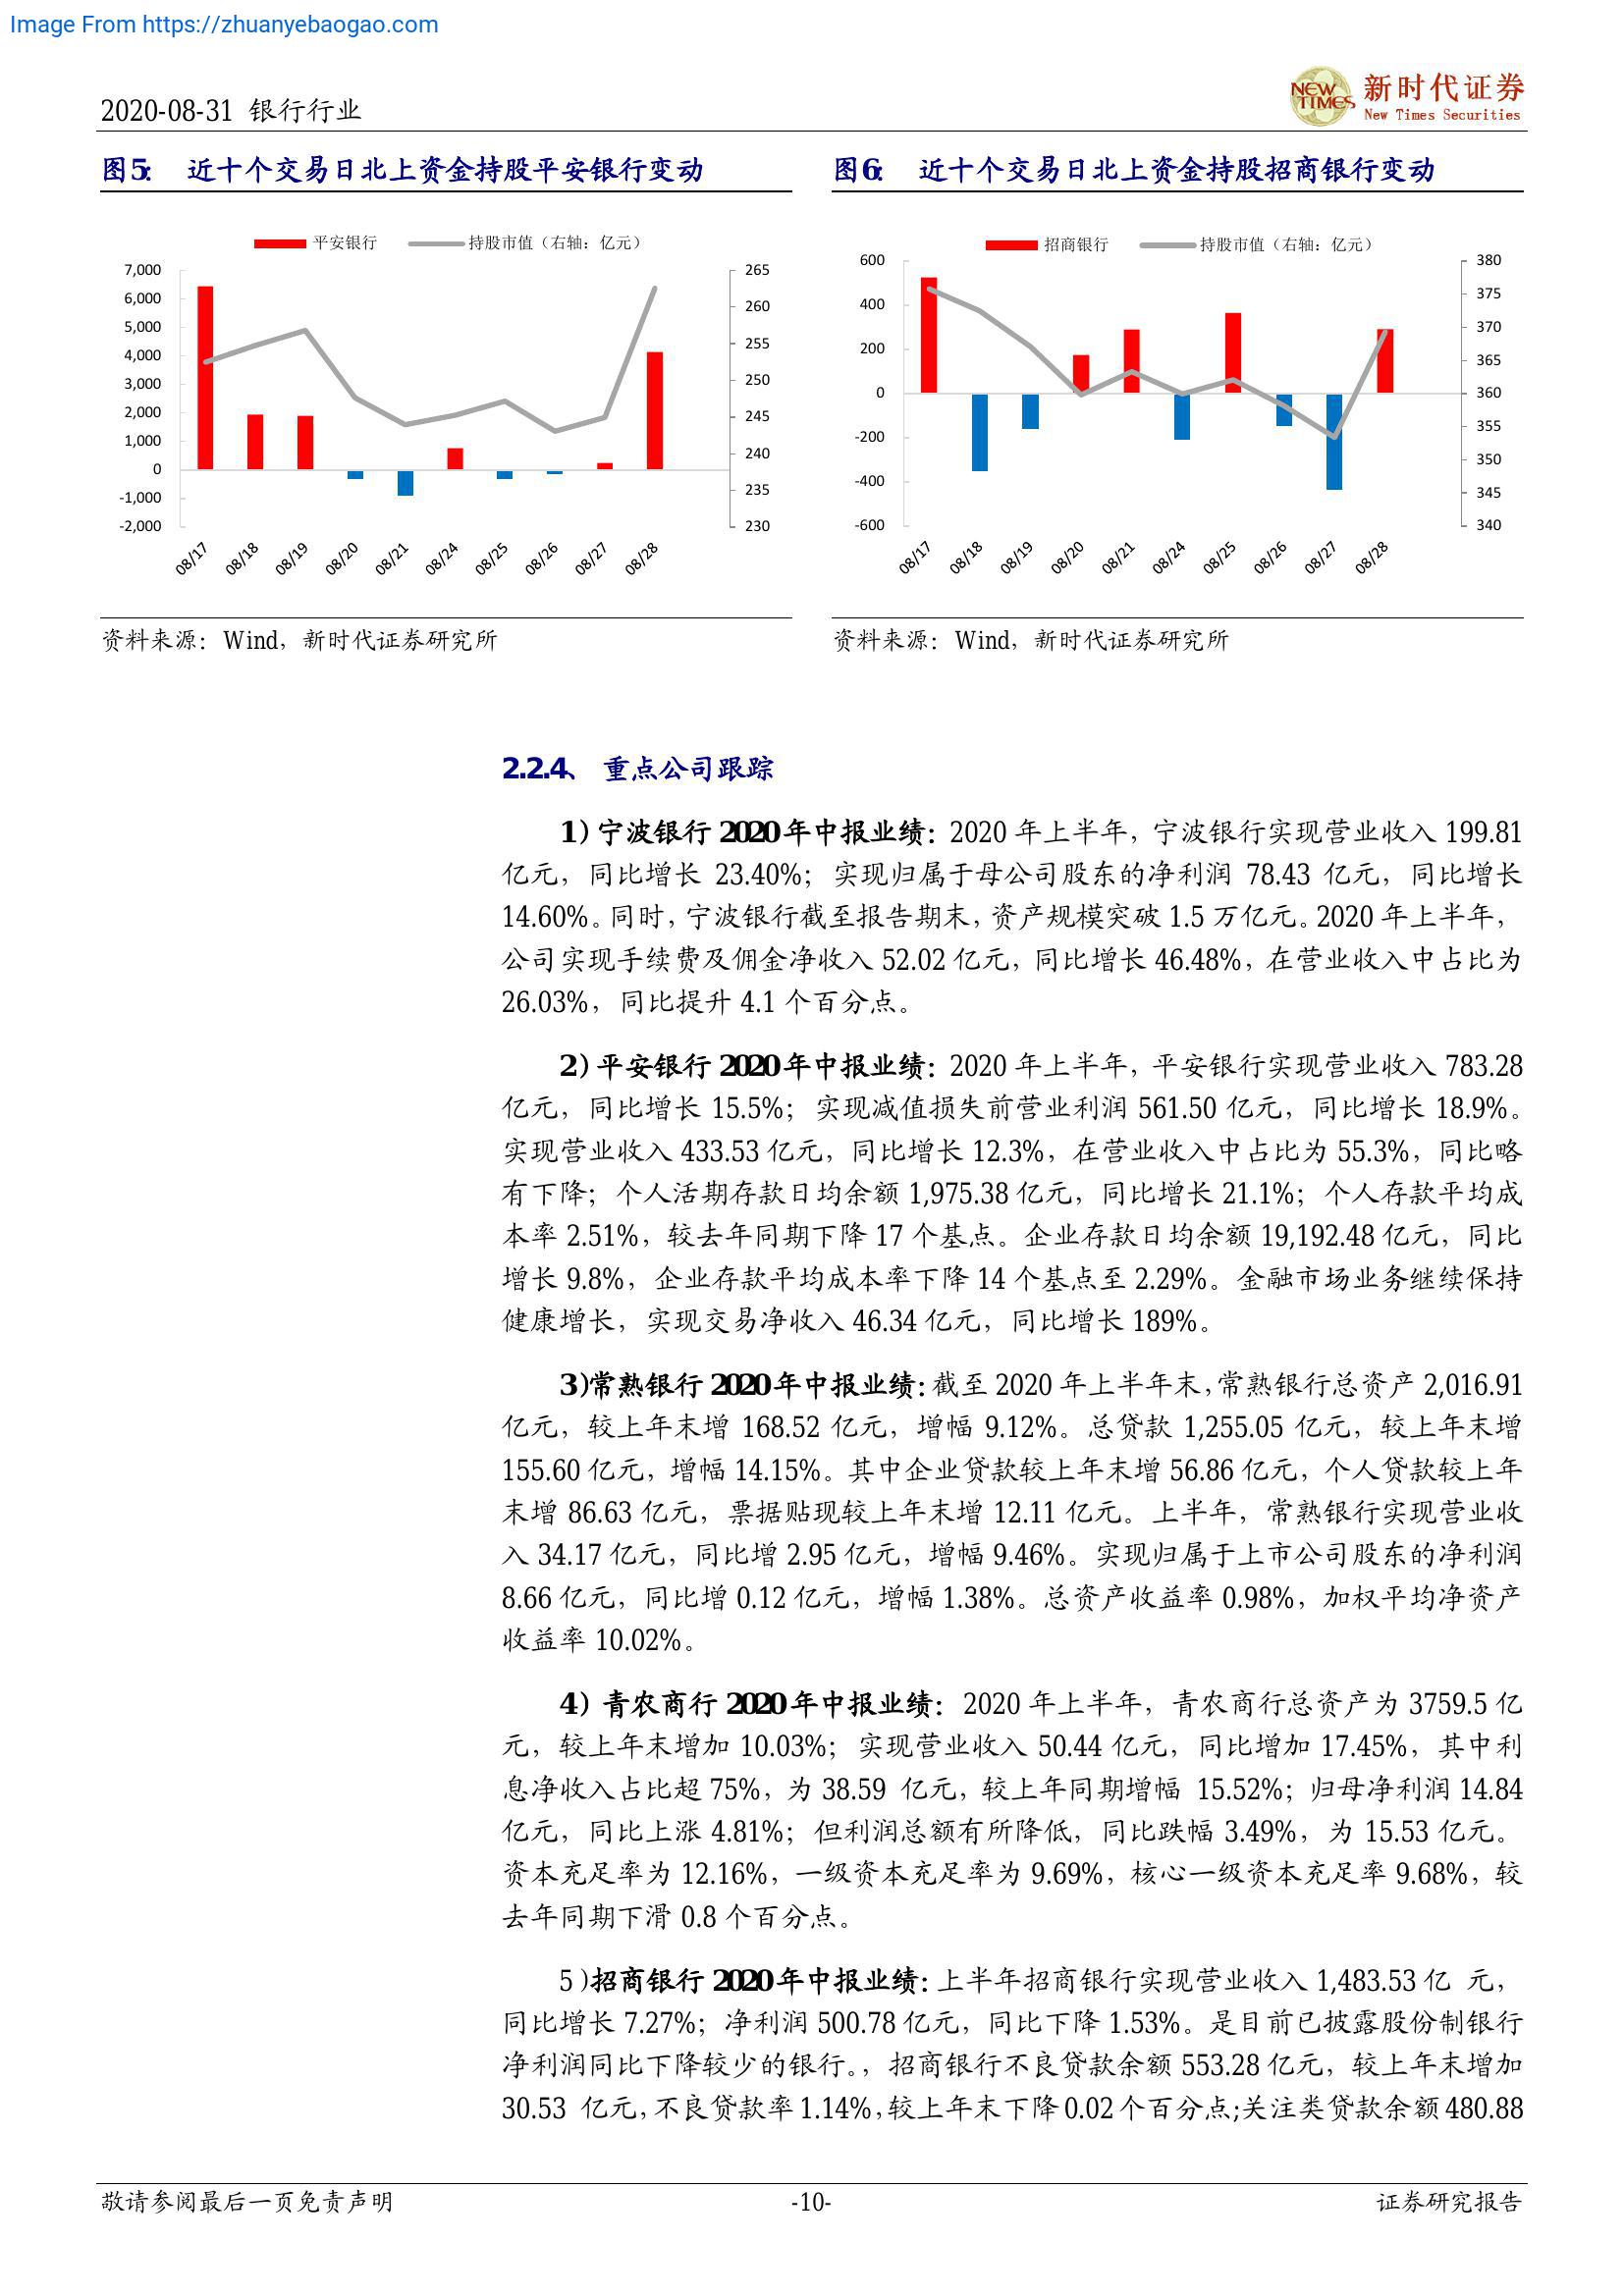 Image From https://zhuanyebaogao.com
2020-08-31 银行行业
NEW TIMES
新时代证券
New Times Securities
图 5： 近十个交易日北上资金持股平安银行变动
平安银行 持股市值（右轴：亿元）
7,000
6,000
5,000
4,000
3,000
2,000
1,000
0
-1,000
-2,000
265
260
255
250
245
240
235
230
08/17 08/18 08/19 08/20 08/21 08/24 08/25 08/26 08/27 08/28
资料来源：Wind，新时代证券研究所
图 6： 近十个交易日北上资金持股招商银行变动
招商银行 持股市值（右轴：亿元）
600
400
200
0
-200
-400
-600
380
375
370
365
360
355
350
345
340
08/17 08/18 08/19 08/20 08/21 08/24 08/25 08/26 08/27 08/28
资料来源：Wind，新时代证券研究所
2.2.4、 重点公司跟踪
1）宁波银行 2020 年中报业绩：2020 年上半年，宁波银行实现营业收入 199.81
亿元，同比增长 23.40%；实现归属于母公司股东的净利润 78.43 亿元，同比增长
14.60%。同时，宁波银行截至报告期末，资产规模突破 1.5 万亿元。2020 年上半年，
公司实现手续费及佣金净收入 52.02 亿元，同比增长 46.48%，在营业收入中占比为
26.03%，同比提升 4.1 个百分点。
2）平安银行 2020 年中报业绩：2020 年上半年，平安银行实现营业收入 783.28
亿元，同比增长 15.5%；实现减值损失前营业利润 561.50 亿元，同比增长 18.9%。
实现营业收入 433.53 亿元，同比增长 12.3%，在营业收入中占比为 55.3%，同比略
有下降；个人活期存款日均余额 1,975.38 亿元，同比增长 21.1%；个人存款平均成
本率 2.51%，较去年同期下降 17 个基点。企业存款日均余额 19,192.48 亿元，同比
增长 9.8%，企业存款平均成本率下降 14 个基点至 2.29%。金融市场业务继续保持
健康增长，实现交易净收入 46.34 亿元，同比增长 189%。
3)常熟银行 2020 年中报业绩：截至 2020 年上半年末，常熟银行总资产 2,016.91
亿元，较上年末增 168.52 亿元，增幅 9.12%。总贷款 1,255.05 亿元，较上年末增
155.60 亿元，增幅 14.15%。其中企业贷款较上年末增 56.86 亿元，个人贷款较上年
末增 86.63 亿元，票据贴现较上年末增 12.11 亿元。上半年，常熟银行实现营业收
入 34.17 亿元，同比增 2.95 亿元，增幅 9.46%。实现归属于上市公司股东的净利润
8.66 亿元，同比增 0.12 亿元，增幅 1.38%。总资产收益率 0.98%，加权平均净资产
收益率 10.02%。
4）青农商行 2020 年中报业绩：2020 年上半年，青农商行总资产为 3759.5 亿
元，较上年末增加 10.03%；实现营业收入 50.44 亿元，同比增加 17.45%，其中利
息净收入占比超 75%，为 38.59 亿元，较上年同期增幅 15.52%；归母净利润 14.84
亿元，同比上涨 4.81%；但利润总额有所降低，同比跌幅 3.49%，为 15.53 亿元。
资本充足率为 12.16%，一级资本充足率为 9.69%，核心一级资本充足率 9.68%，较
去年同期下滑 0.8 个百分点。
5 )招商银行 2020 年中报业绩：上半年招商银行实现营业收入 1,483.53 亿 元，
同比增长 7.27%；净利润 500.78 亿元，同比下降 1.53%。是目前已披露股份制银行
净利润同比下降较少的银行。，招商银行不良贷款余额 553.28 亿元，较上年末增加
30.53 亿元，不良贷款率 1.14%，较上年末下降 0.02 个百分点；关注类贷款余额 480.88
敬请参阅最后一页免责声明 -10- 证券研究报告